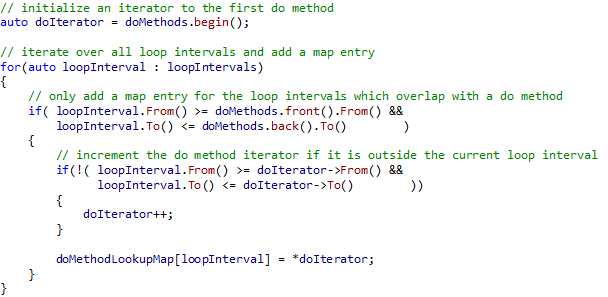 // initialize an iterator to the first do method
auto doIterator = doMethods.begin();

// iterate over all loop intervals and add a map entry
for(auto loopInterval : loopIntervals)
{
    // only add a map entry for the loop intervals which overlap with a do method
    if( loopInterval.From() >= doMethods.front().From() &&
        loopInterval.To() <= doMethods.back().To()        )
    {
        // increment the do method iterator if it is outside the current loop interval
        if(!( loopInterval.From() >= doIterator->From() &&
              loopInterval.To() <= doIterator->To()        ))
        {
            doIterator++;
        }

        doMethodLookupMap[loopInterval] = *doIterator;
    }
}